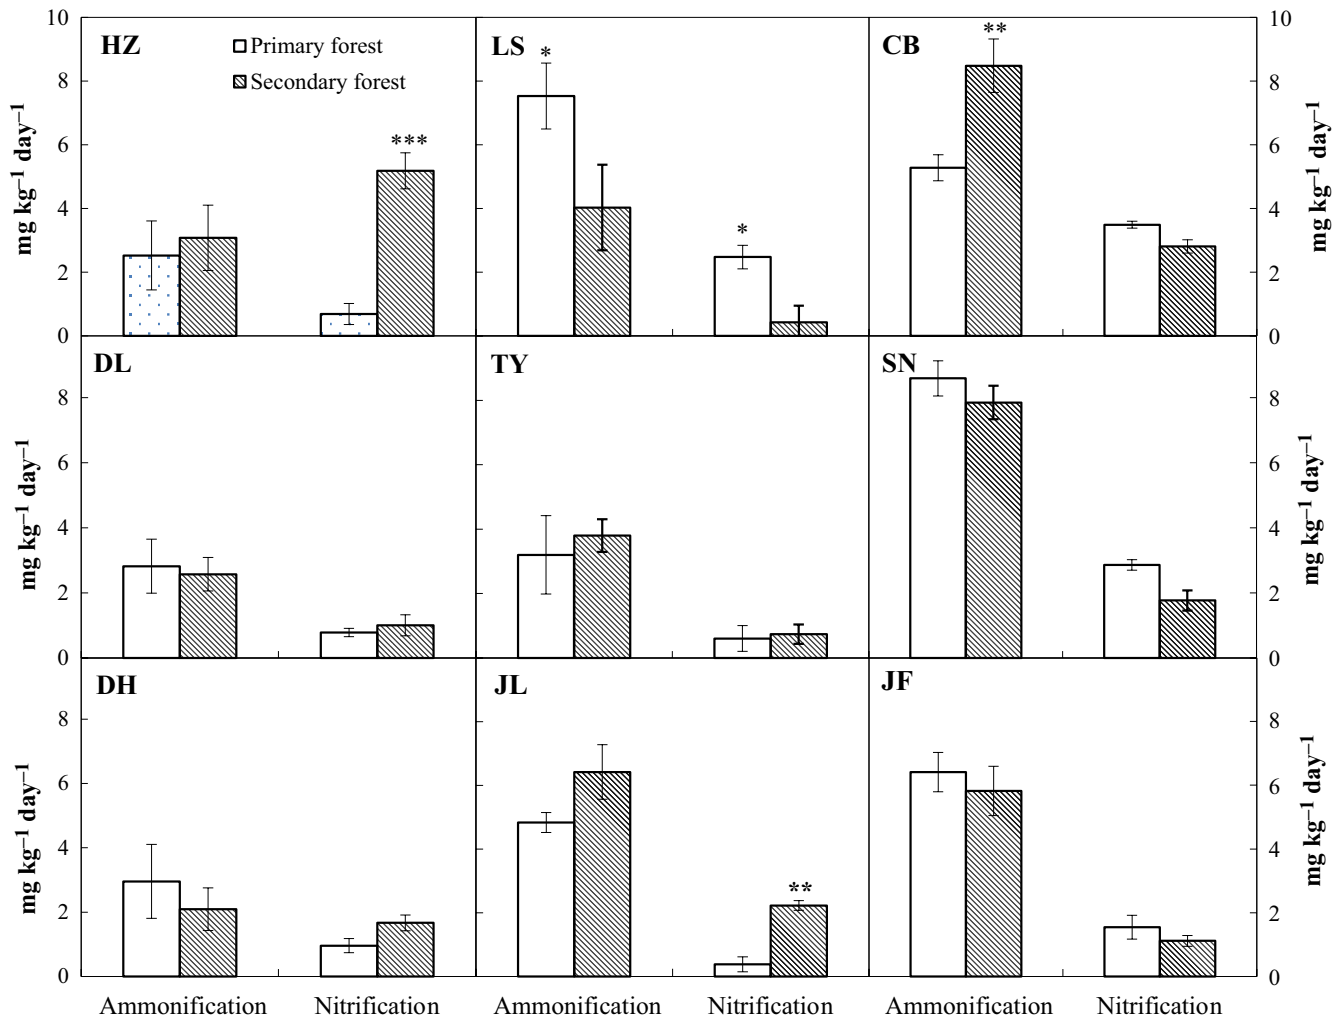 10
8
6
4
2
0
mg kg⁻¹ day⁻¹
HZ
Primary forest
Secondary forest
***
LS
*
*
CB
**
10
8
6
4
2
0
mg kg⁻¹ day⁻¹
8
6
4
2
0
mg kg⁻¹ day⁻¹
DL
TY
SN
8
6
4
2
0
mg kg⁻¹ day⁻¹
8
6
4
2
0
mg kg⁻¹ day⁻¹
DH
JL
**
JF
8
6
4
2
0
mg kg⁻¹ day⁻¹
Ammonification Nitrification Ammonification Nitrification Ammonification Nitrification